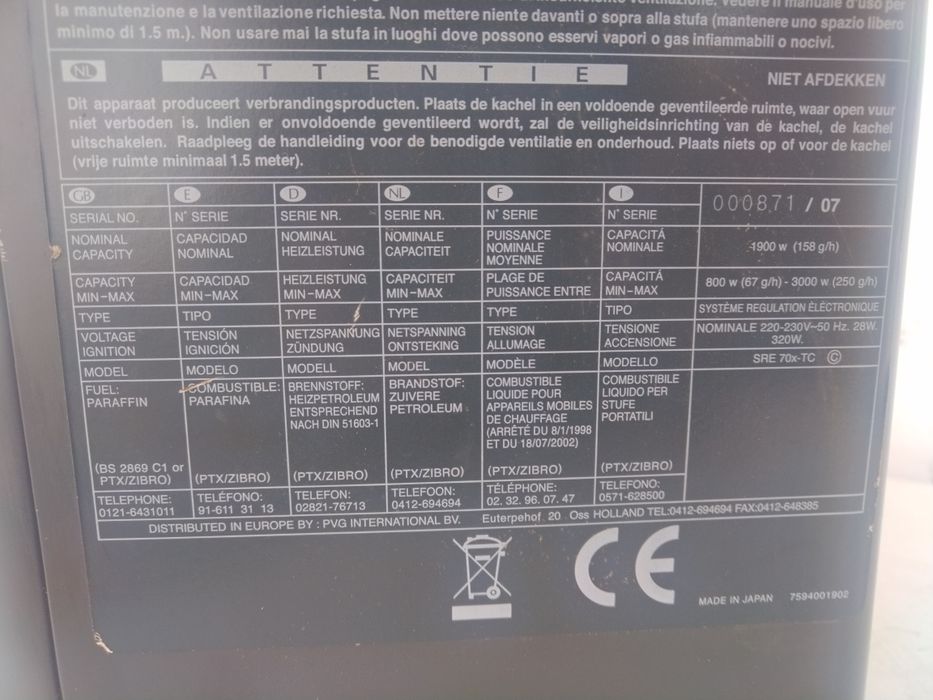 la manutenzione e la ventilazione richiesta. Non mettere niente davanti o sopra alla stufa (mantenere uno spazio libero
minimo di 1.5 m.). Non usare mai la stufa in luoghi dove possono esservi vapori o gas infiammabili o nocivi.
NL ATTENTIE NIET AFDEKKEN
Dit apparaat produceert verbrandingsproducten. Plaats de kachel in een voldoende geventileerde ruimte, waar open vuur
niet verboden is. Indien er onvoldoende geventileerd wordt, zal de veiligheidsinrichting van de kachel, de kachel
uitschakelen. Raadpleeg de handleiding voor de benodigde ventilatie en onderhoud. Plaats niets op of voor de kachel
(vrije ruimte minimaal 1.5 meter).
GB E D NL F I
SERIAL NO. N° SERIE SERIE NR. SERIE NR. N° SERIE N° SERIE 000871 / 07
NOMINAL CAPACIDAD NOMINAL NOMINALE PUISSANCE CAPACITÁ
CAPACITY NOMINAL HEIZLEISTUNG CAPACITEIT NOMINALE NOMINALE 1900 w (158 g/h)
MOYENNE
CAPACITY CAPACIDAD HEIZLEISTUNG CAPACITEIT PLAGE DE CAPACITÁ
MIN-MAX MIN-MAX MIN-MAX MIN-MAX PUISSANCE ENTRE MIN-MAX 800 w (67 g/h) - 3000 w (250 g/h)
TYPE TIPO TYPE TYPE TYPE TIPO SYSTÈME REGULATION ÈLÉCTRONIQUE
VOLTAGE TENSIÓN NETZSPANNUNG NETSPANNING TENSION TENSIONE NOMINALE 220-230V~50 Hz. 28W.
IGNITION IGNICIÓN ZÜNDUNG ONTSTEKING ALLUMAGE ACCENSIONE 320W.
MODEL MODELO MODELL MODEL MODÈLE MODELLO SRE 70x-TC C
FUEL: COMBUSTIBLE: BRENNSTOFF: BRANDSTOF: COMBUSTIBLE COMBUSTIBILE
PARAFFIN PARAFINA HEIZPETROLEUM ZUIVERE LIQUIDE POUR LIQUIDO PER
ENTSPRECHEND PETROLEUM APPAREILS MOBILES STUFE
NACH DIN 51603-1 DE CHAUFFAGE PORTATILI
(ARRÊTÉ DU 8/1/1998
ET DU 18/07/2002)
(BS 2869 C1 or
PTX/ZIBRO) (PTX/ZIBRO) (PTX/ZIBRO) (PTX/ZIBRO) (PTX/ZIBRO) (PTX/ZIBRO)
TELEPHONE: TELÉFONO: TELEFON: TELEFOON: TÉLÉPHONE: TELEFONO:
0121-6431011 91-611 31 13 02821-76713 0412-694694 02. 32. 96. 07. 47 0571-628500
DISTRIBUTED IN EUROPE BY : PVG INTERNATIONAL BV. Euterpehof 20 Oss HOLLAND TEL:0412-694694 FAX:0412-648385
CE
MADE IN JAPAN 7594001902